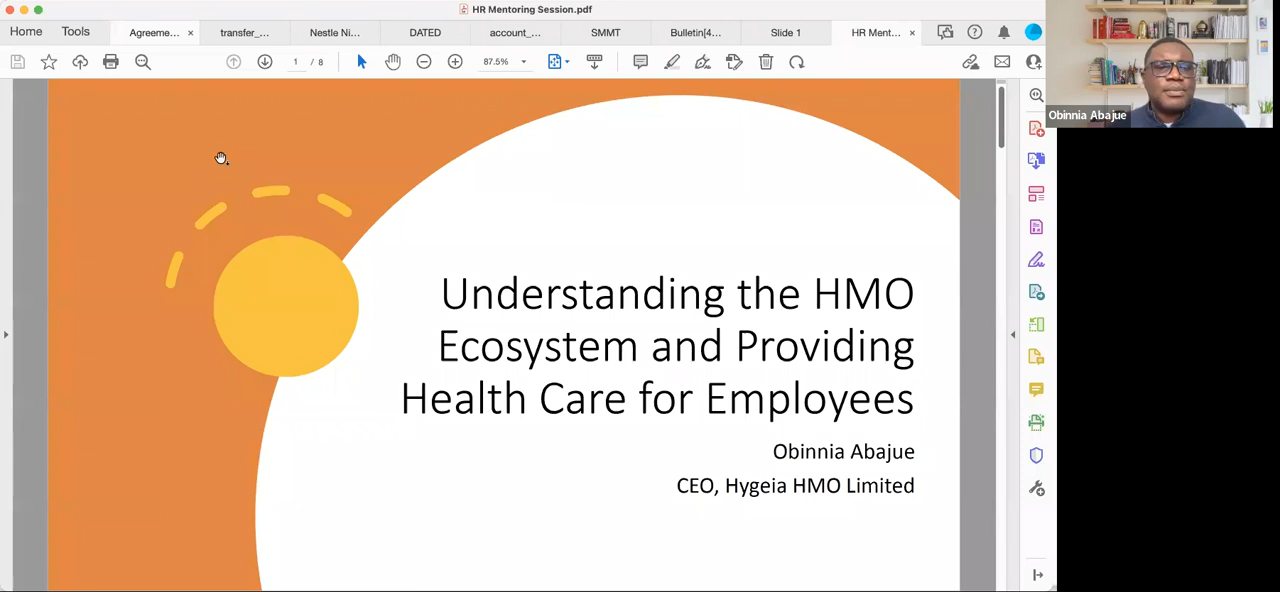 HR Mentoring Session.pdf
Home Tools Agreeme... × transfer_... Nestle Ni... DATED account_... SMMT Bulletin[4... Slide 1 HR Ment... ×
1 / 8 87.5%
Obinnia Abajue
Understanding the HMO
Ecosystem and Providing
Health Care for Employees
Obinnia Abajue
CEO, Hygeia HMO Limited